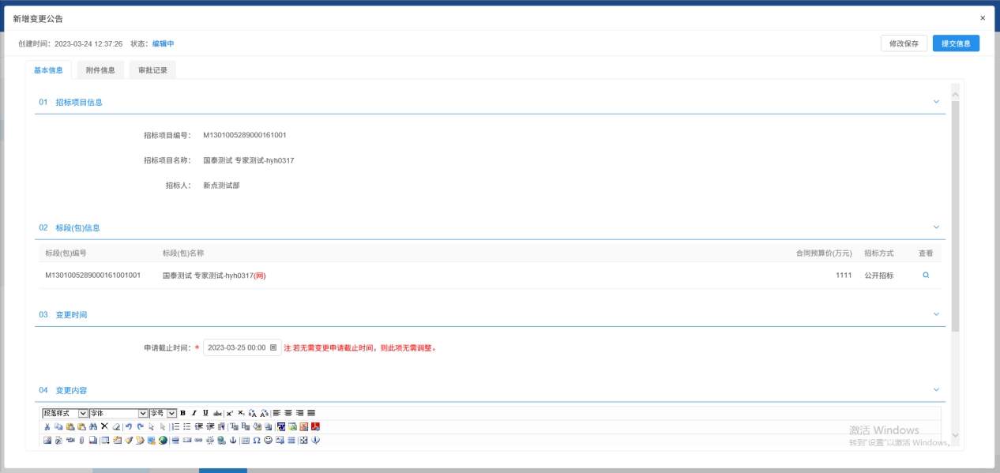 新增变更公告
×
创建时间：2023-03-24 12:37:26 状态：编辑中
修改保存 提交信息
基本信息 附件信息 审批记录
01 招标项目信息
招标项目编号： M1301005289000161001
招标项目名称： 国泰测试 专家测试-hyh0317
招标人： 新点测试部
02 标段(包)信息
标段(包)编号 标段(包)名称 合同预算价(万元) 招标方式 查看
M1301005289000161001001 国泰测试 专家测试-hyh0317(网) 1111 公开招标
03 变更时间
申请截止时间：* 2023-03-25 00:00 注:若无需变更申请截止时间，则此项无需调整。
04 变更内容
段落样式 字体 字号 B I U abc
激活 Windows
转到"设置"以激活 Windows。